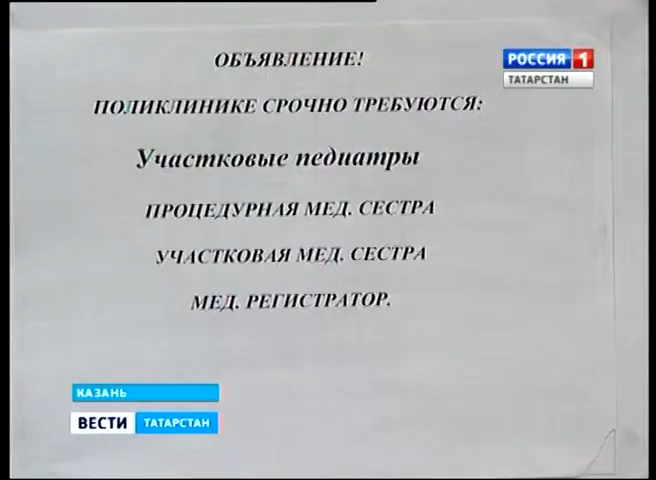 ОБЪЯВЛЕНИЕ!
РОССИЯ 1
ТАТАРСТАН
ПОЛИКЛИНИКЕ СРОЧНО ТРЕБУЮТСЯ:
Участковые педиатры
ПРОЦЕДУРНАЯ МЕД. СЕСТРА
УЧАСТКОВАЯ МЕД. СЕСТРА
МЕД. РЕГИСТРАТОР.
КАЗАНЬ
ВЕСТИ ТАТАРСТАН